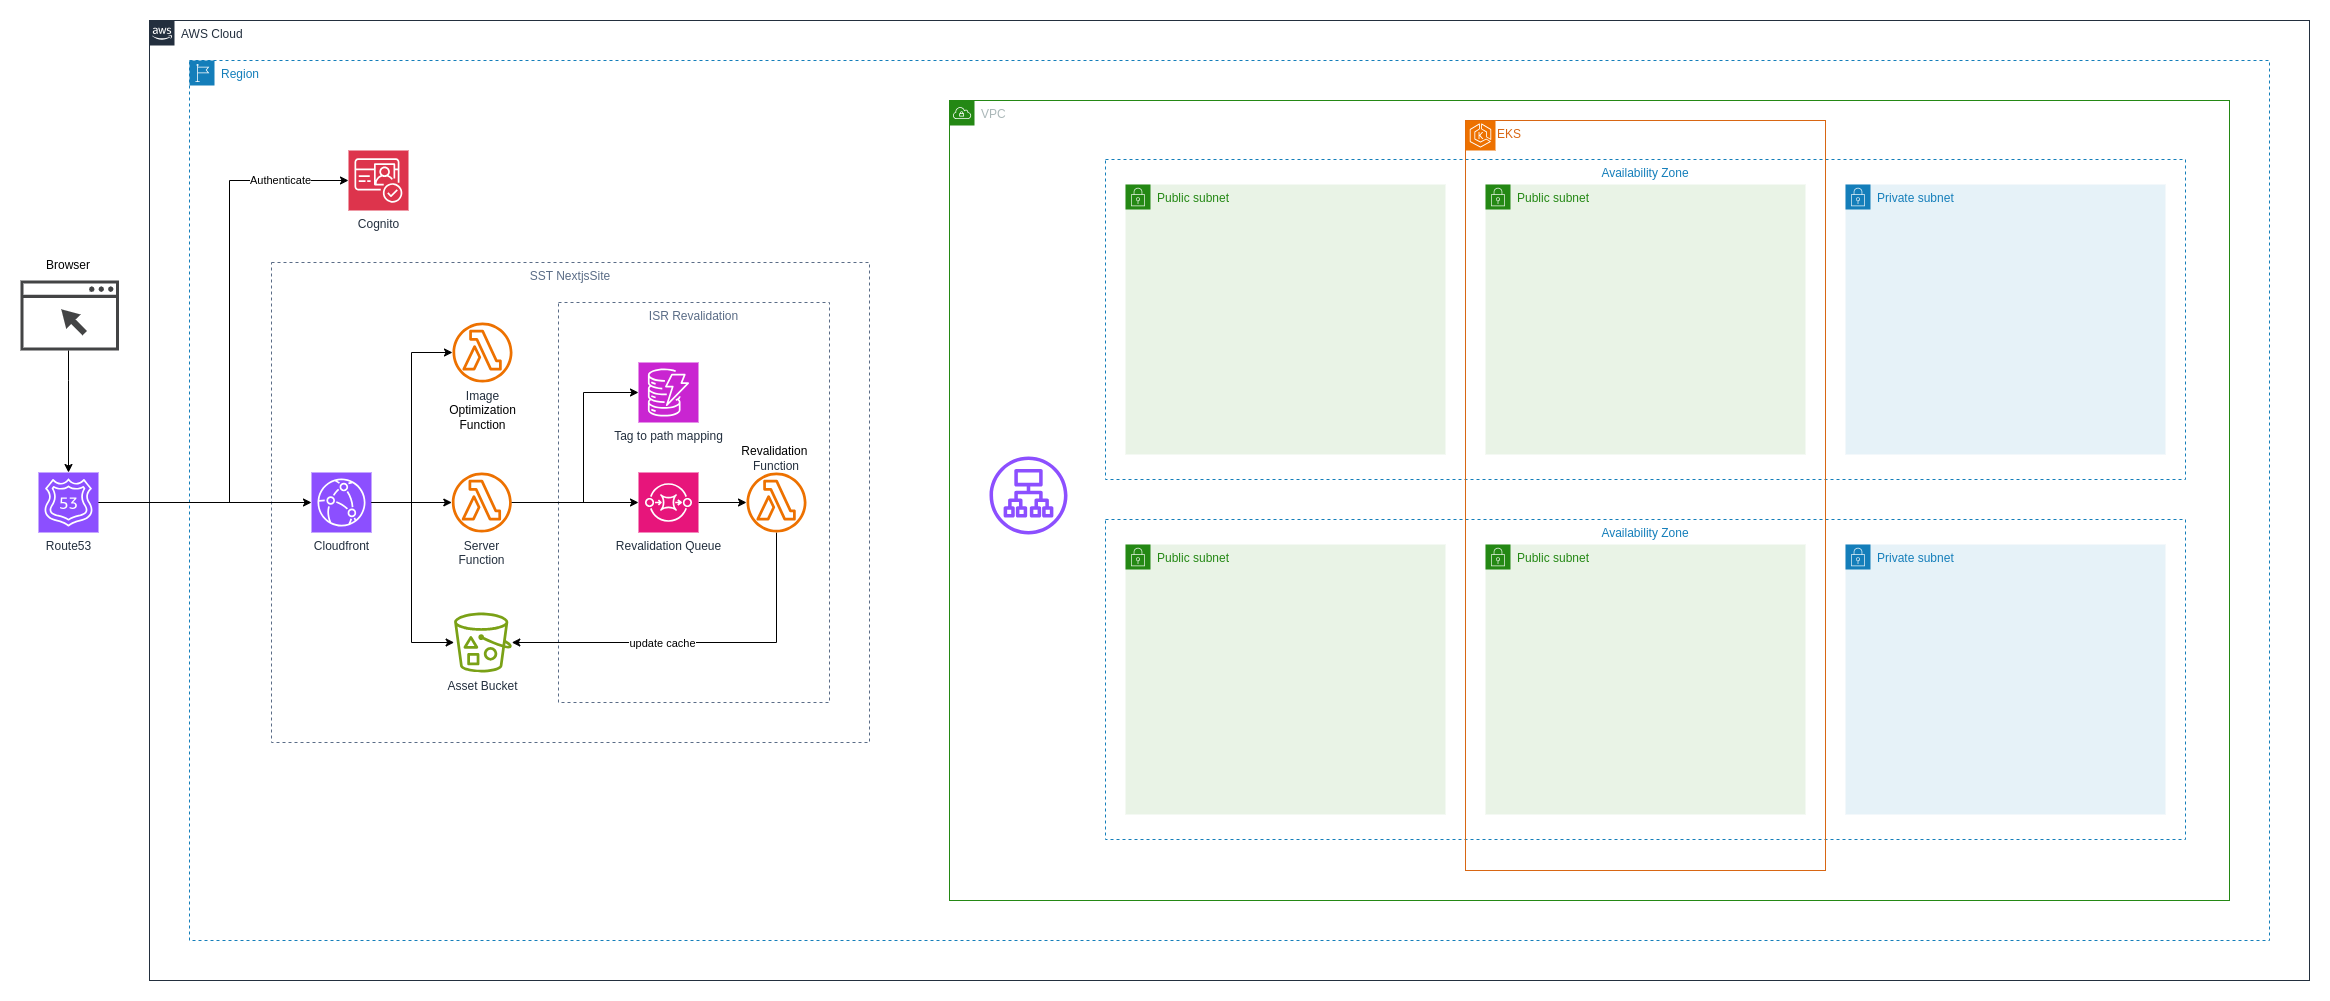 aws
AWS Cloud
Region
VPC
EKS
Authenticate
Cognito
Browser
53
Route53
SST NextjsSite
ISR Revalidation
Cloudfront
Image
Optimization
Function
Server
Function
Asset Bucket
Tag to path mapping
Revalidation Queue
Revalidation
Function
update cache
Availability Zone
Public subnet
Public subnet
Private subnet
Availability Zone
Public subnet
Public subnet
Private subnet